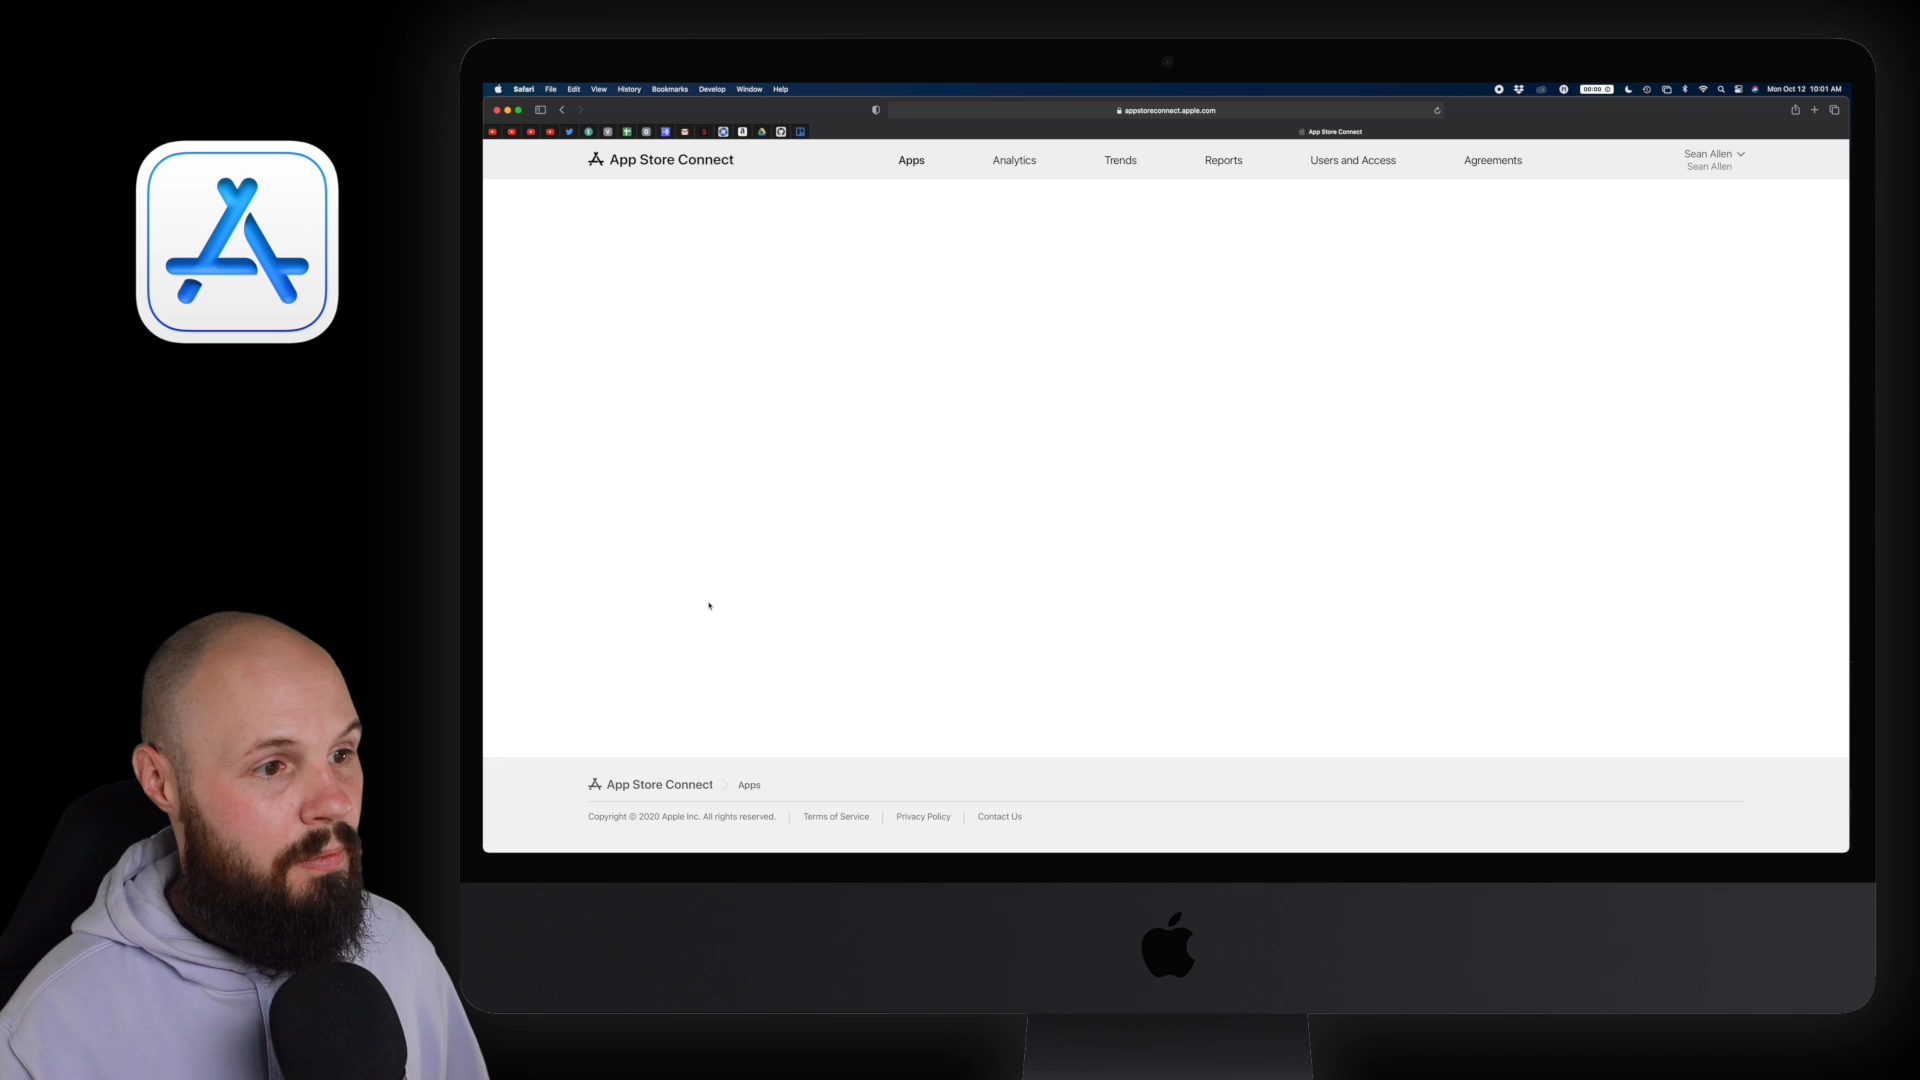 Safari File Edit View History Bookmarks Develop Window Help
00:00
Mon Oct 12 10:01 AM
appstoreconnect.apple.com
App Store Connect
App Store Connect
Apps Analytics Trends Reports Users and Access Agreements
Sean Allen
Sean Allen
App Store Connect Apps
Copyright © 2020 Apple Inc. All rights reserved. Terms of Service Privacy Policy Contact Us